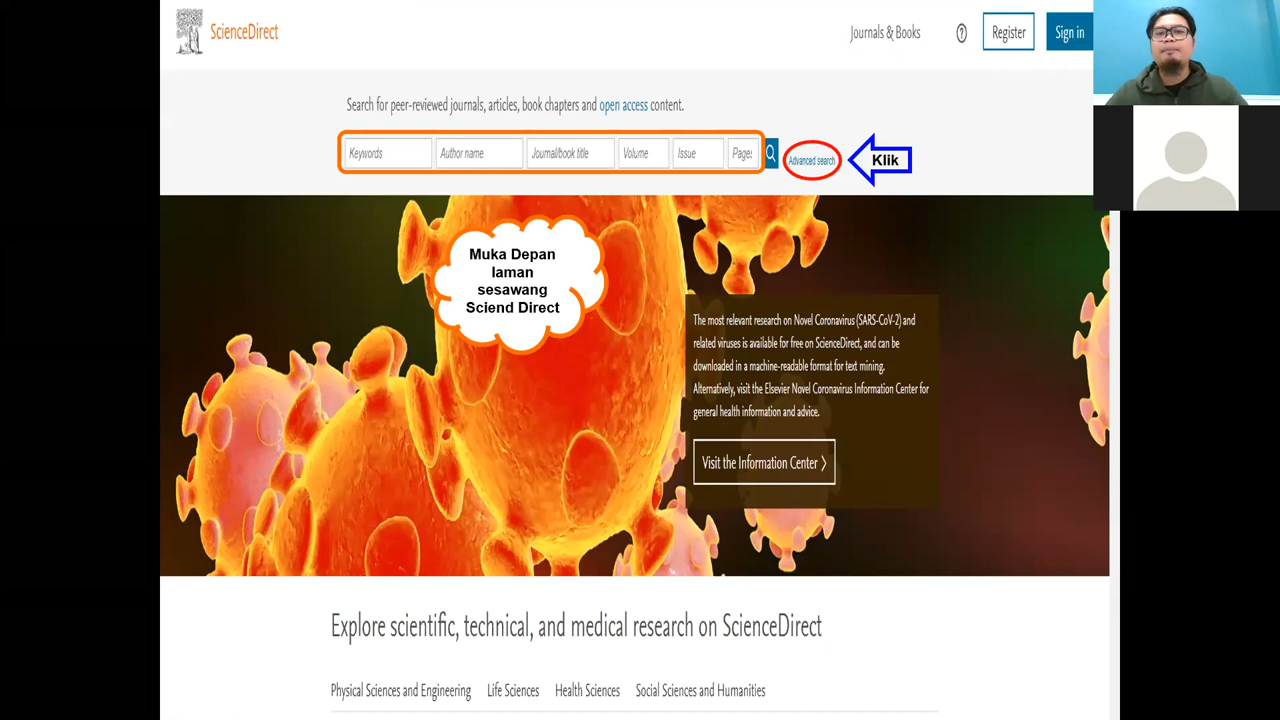 ScienceDirect
Journals & Books
?
Register
Sign in
Search for peer-reviewed journals, articles, book chapters and open access content.
Keywords
Author name
Journal/book title
Volume
Issue
Pages
Advanced search
Klik
Muka Depan
laman
sesawang
Sciend Direct
The most relevant research on Novel Coronavirus (SARS-CoV-2) and
related viruses is available for free on ScienceDirect, and can be
downloaded in a machine-readable format for text mining.
Alternatively, visit the Elsevier Novel Coronavirus Information Center for
general health information and advice.
Visit the Information Center >
Explore scientific, technical, and medical research on ScienceDirect
Physical Sciences and Engineering
Life Sciences
Health Sciences
Social Sciences and Humanities